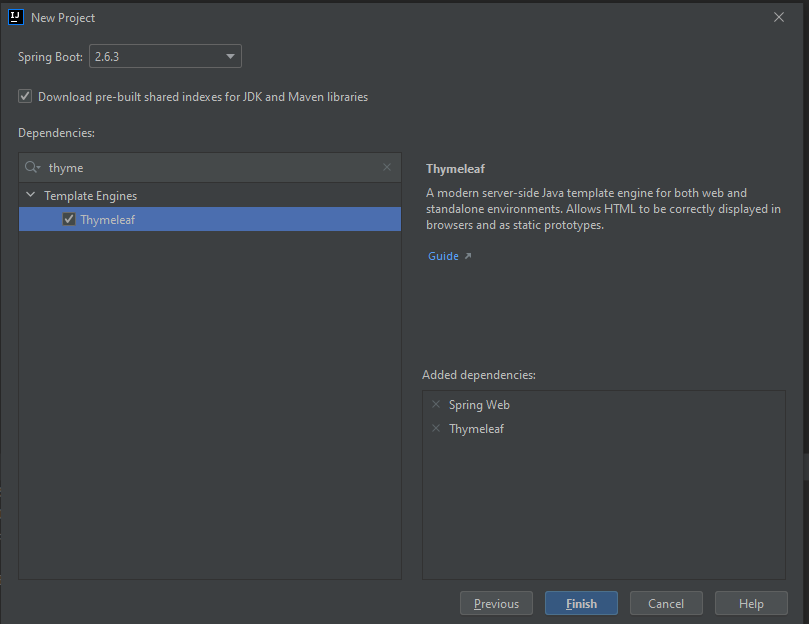 New Project
Spring Boot: 2.6.3
Download pre-built shared indexes for JDK and Maven libraries
Dependencies:
thyme
Template Engines
Thymeleaf
Thymeleaf
A modern server-side Java template engine for both web and
standalone environments. Allows HTML to be correctly displayed in
browsers and as static prototypes.
Guide
Added dependencies:
Spring Web
Thymeleaf
Previous Finish Cancel Help